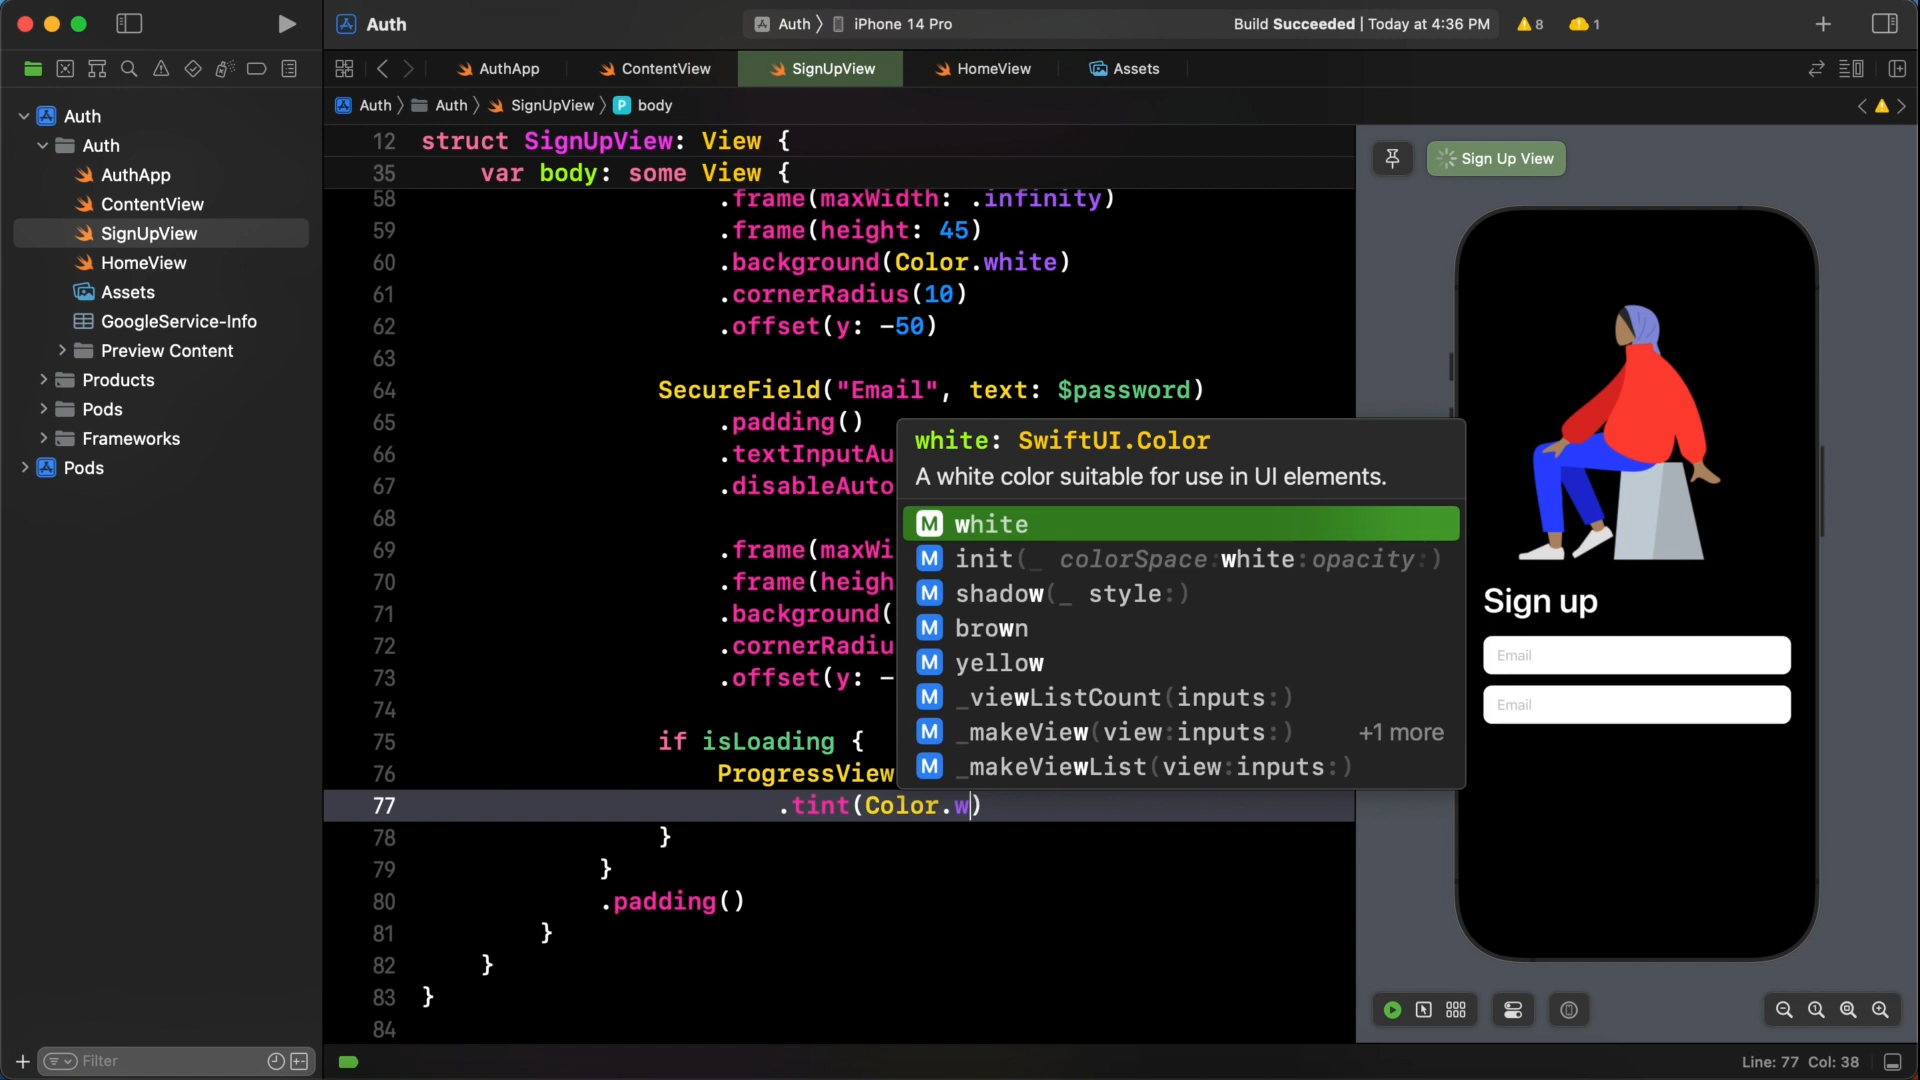 Auth
Auth 〉 iPhone 14 Pro
Build Succeeded | Today at 4:36 PM
8
1
AuthApp
ContentView
SignUpView
HomeView
Assets
Auth 〉 Auth 〉 SignUpView 〉 P body
Auth
Auth
AuthApp
ContentView
SignUpView
HomeView
Assets
GoogleService-Info
Preview Content
Products
Pods
Frameworks
Pods
Filter
12 struct SignUpView: View {
35 var body: some View {
58 .frame(maxWidth: .infinity)
59 .frame(height: 45)
60 .background(Color.white)
61 .cornerRadius(10)
62 .offset(y: -50)
63
64 SecureField("Email", text: $password)
65 .padding()
66 .textInputAu
67 .disableAuto
68
69 .frame(maxWi
70 .frame(heigh
71 .background(
72 .cornerRadiu
73 .offset(y: -
74
75 if isLoading {
76 ProgressView
77 .tint(Color.w)
78 }
79 }
80 .padding()
81 }
82 }
83 }
84
white: SwiftUI.Color
A white color suitable for use in UI elements.
M white
M init(_ colorSpace:white:opacity:)
M shadow(_ style:)
M brown
M yellow
M _viewListCount(inputs:)
M _makeView(view:inputs:) +1 more
M _makeViewList(view:inputs:)
Sign Up View
Sign up
Email
Email
Line: 77 Col: 38